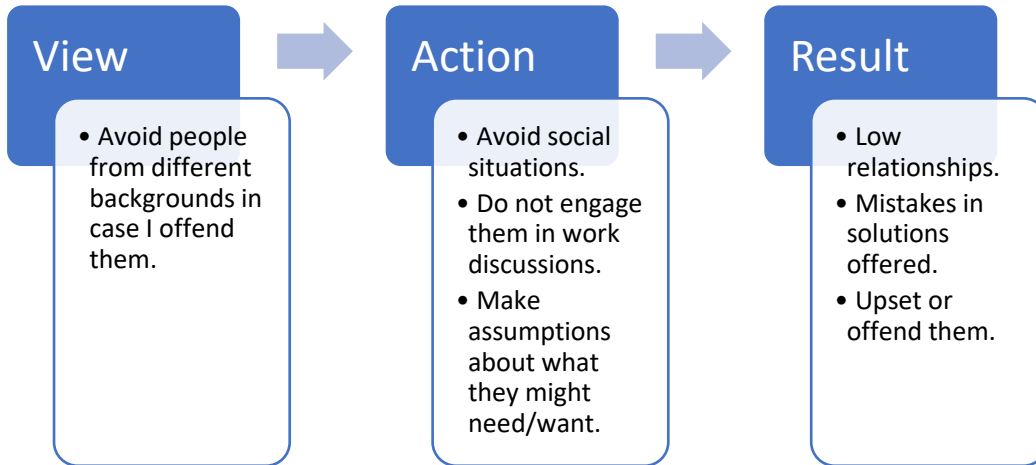 View
• Avoid people
from different
backgrounds in
case I offend
them.
Action
• Avoid social
situations.
• Do not engage
them in work
discussions.
• Make
assumptions
about what
they might
need/want.
Result
• Low
relationships.
• Mistakes in
solutions
offered.
• Upset or
offend them.